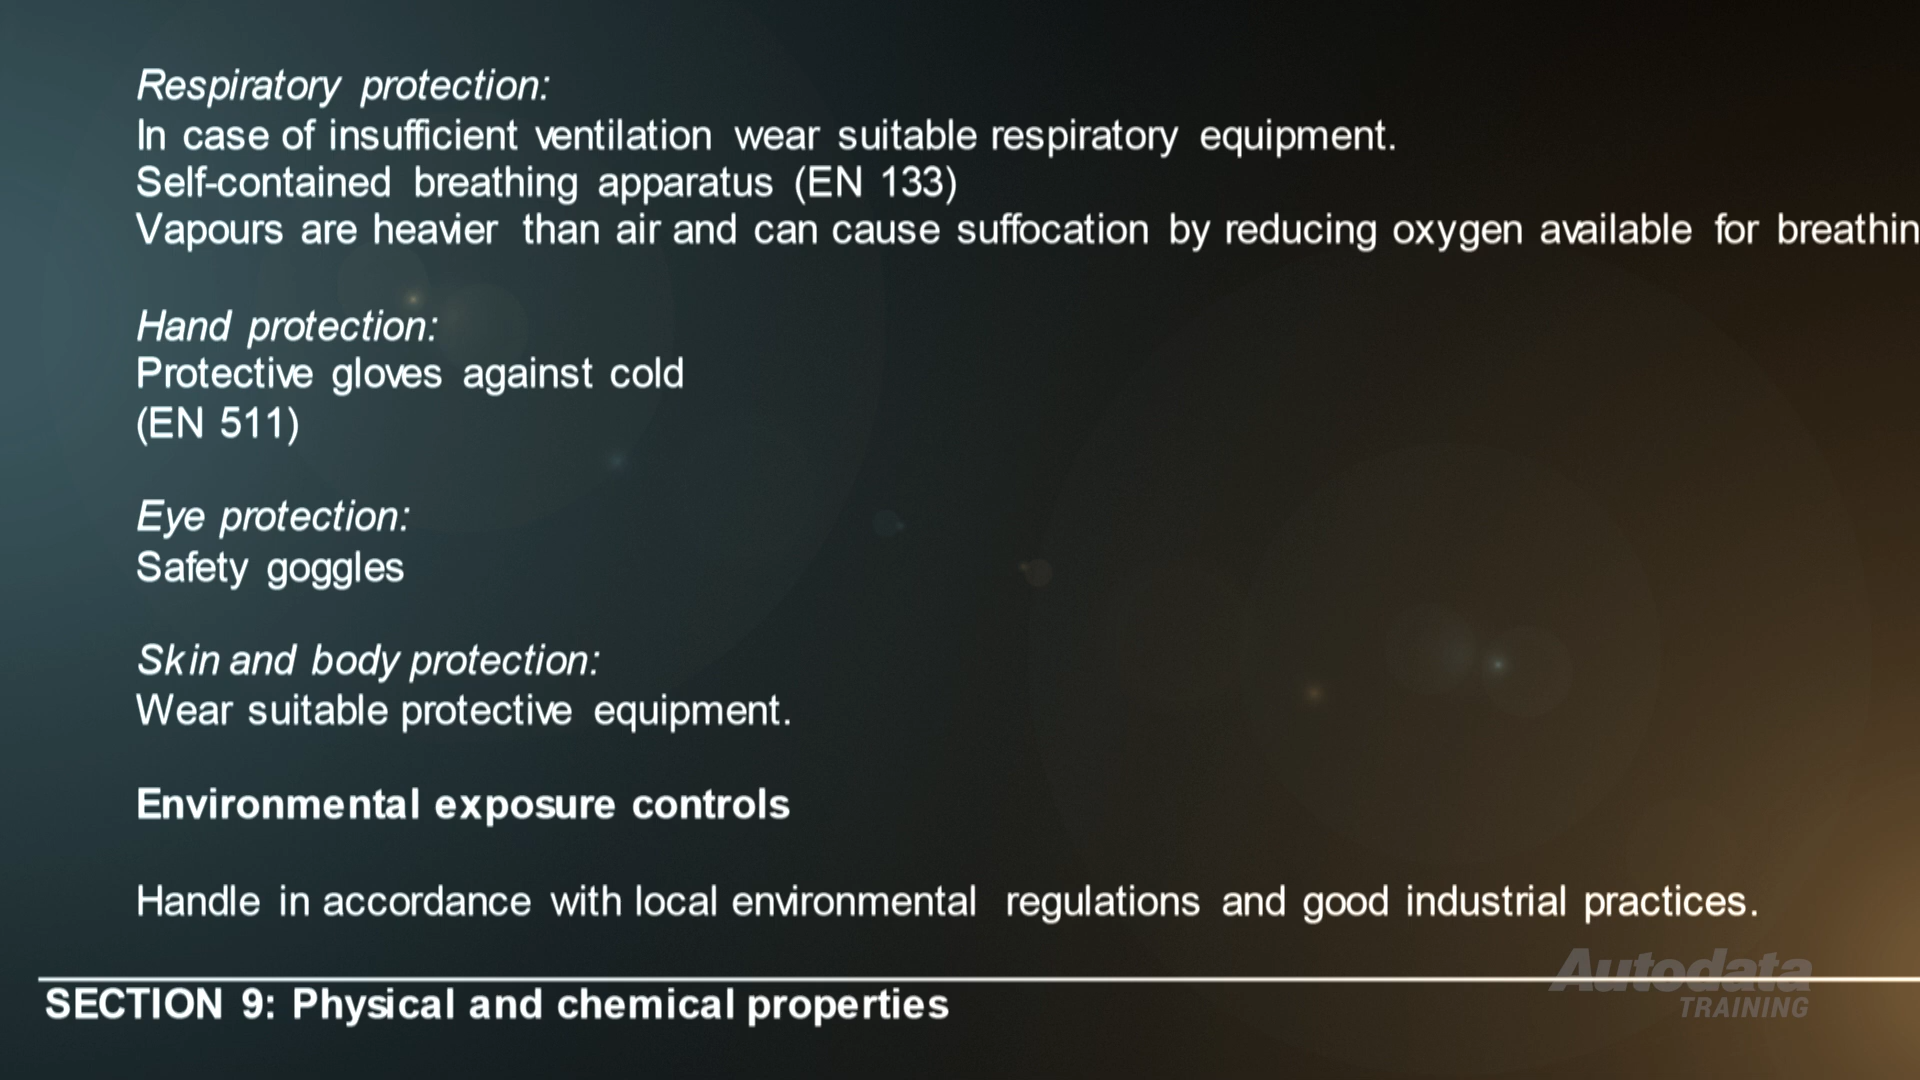 Respiratory protection:
In case of insufficient ventilation wear suitable respiratory equipment.
Self-contained breathing apparatus (EN 133)
Vapours are heavier than air and can cause suffocation by reducing oxygen available for breathin
Hand protection:
Protective gloves against cold
(EN 511)
Eye protection:
Safety goggles
Skin and body protection:
Wear suitable protective equipment.
Environmental exposure controls
Handle in accordance with local environmental regulations and good industrial practices.
Autodata
TRAINING
SECTION 9: Physical and chemical properties